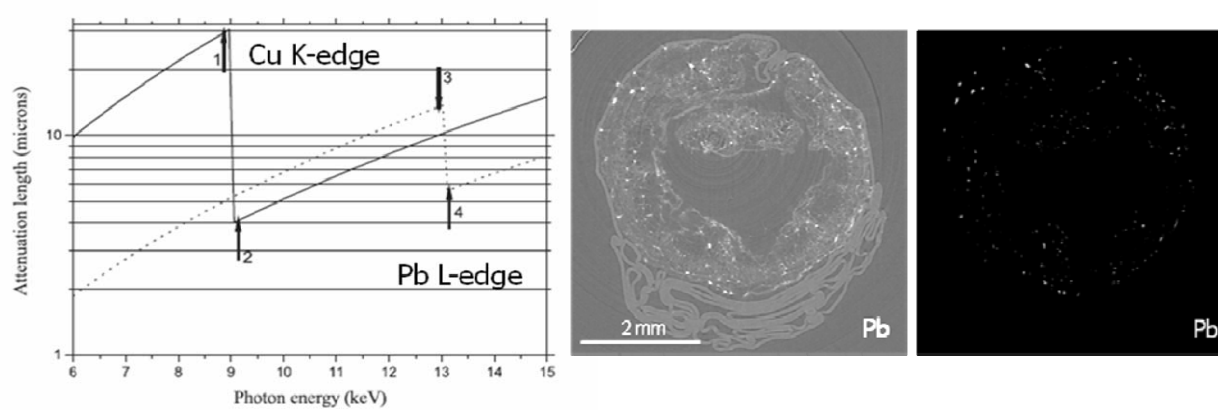 Cu K-edge
Pb L-edge
1
2
3
4
Attenuation length (microns)
10
1
6 7 8 9 10 11 12 13 14 15
Photon energy (keV)
2 mm
Pb
Pb